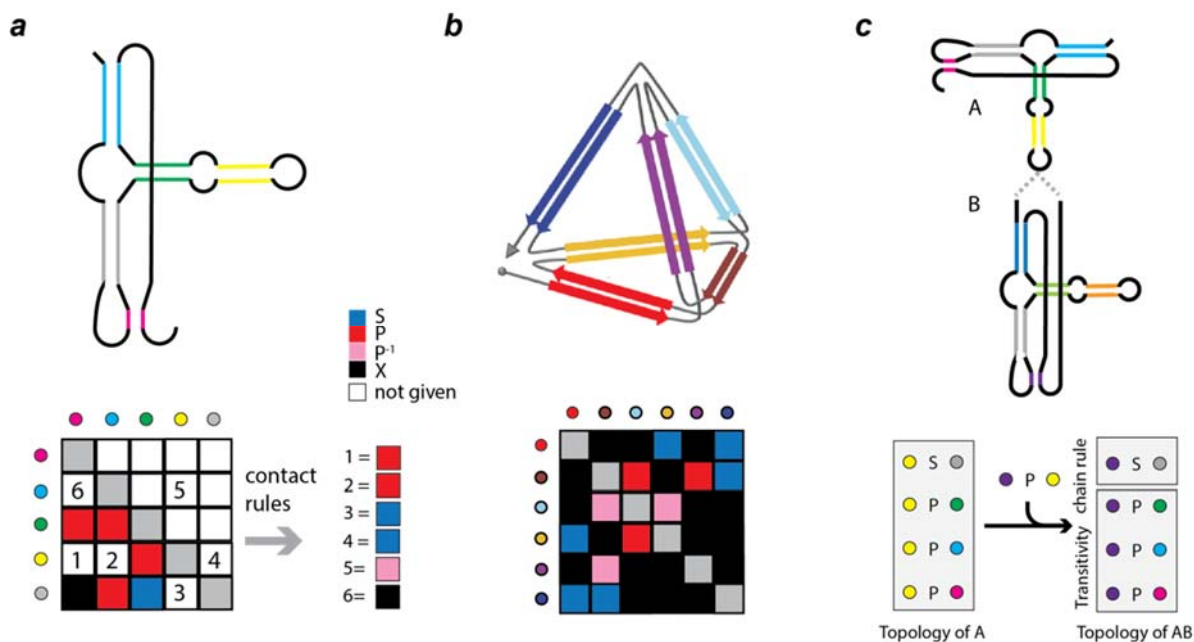 a
b
c
A
B
S
P
P-1
X
not given
6
5
1
2
4
3
contact
rules
1 =
2 =
3 =
4 =
5=
6=
P
S
P
P
P
Topology of A
chain rule
Transitivity
S
P
P
P
Topology of AB